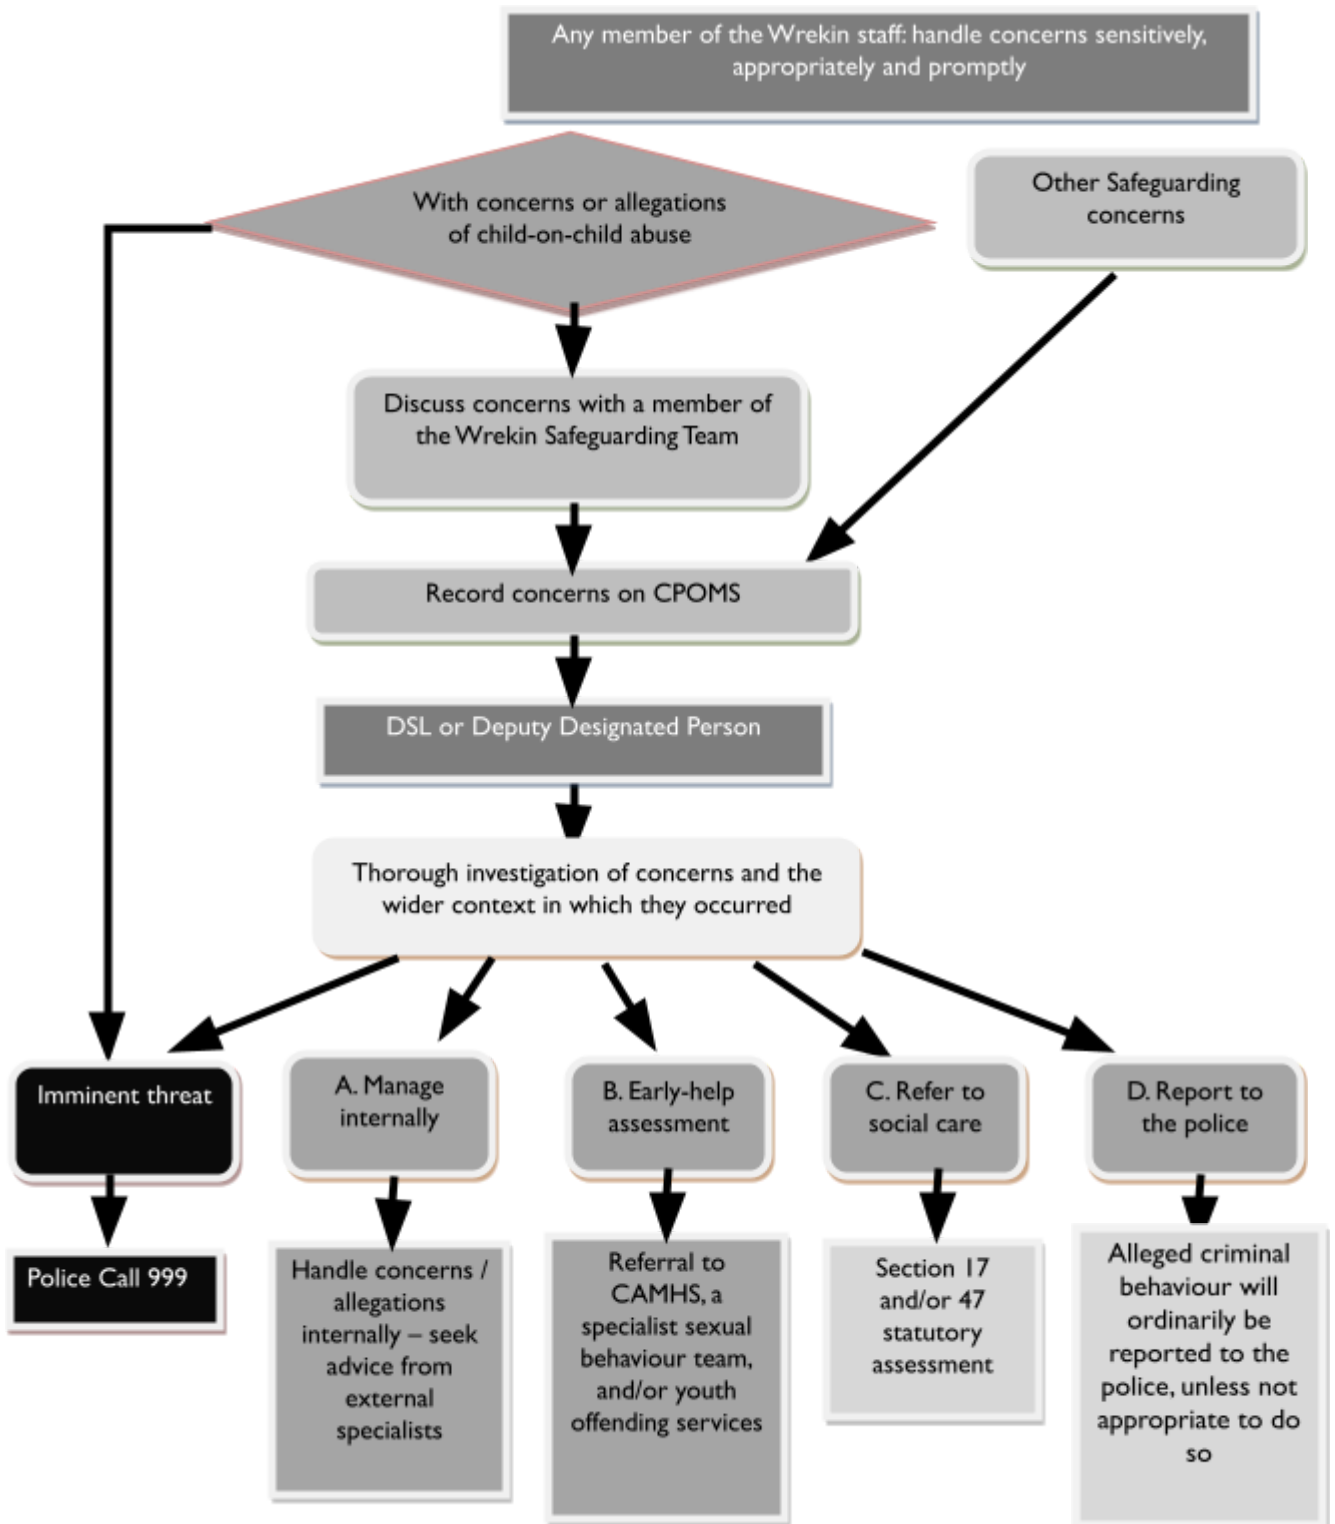 Any member of the Wrekin staff: handle concerns sensitively,
appropriately and promptly
With concerns or allegations
of child-on-child abuse
Other Safeguarding
concerns
Discuss concerns with a member of
the Wrekin Safeguarding Team
Record concerns on CPOMS
DSL or Deputy Designated Person
Thorough investigation of concerns and the
wider context in which they occurred
Imminent threat
A. Manage
internally
B. Early-help
assessment
C. Refer to
social care
D. Report to
the police
Police Call 999
Handle concerns /
allegations
internally – seek
advice from
external
specialists
Referral to
CAMHS, a
specialist sexual
behaviour team,
and/or youth
offending services
Section 17
and/or 47
statutory
assessment
Alleged criminal
behaviour will
ordinarily be
reported to the
police, unless not
appropriate to do
so